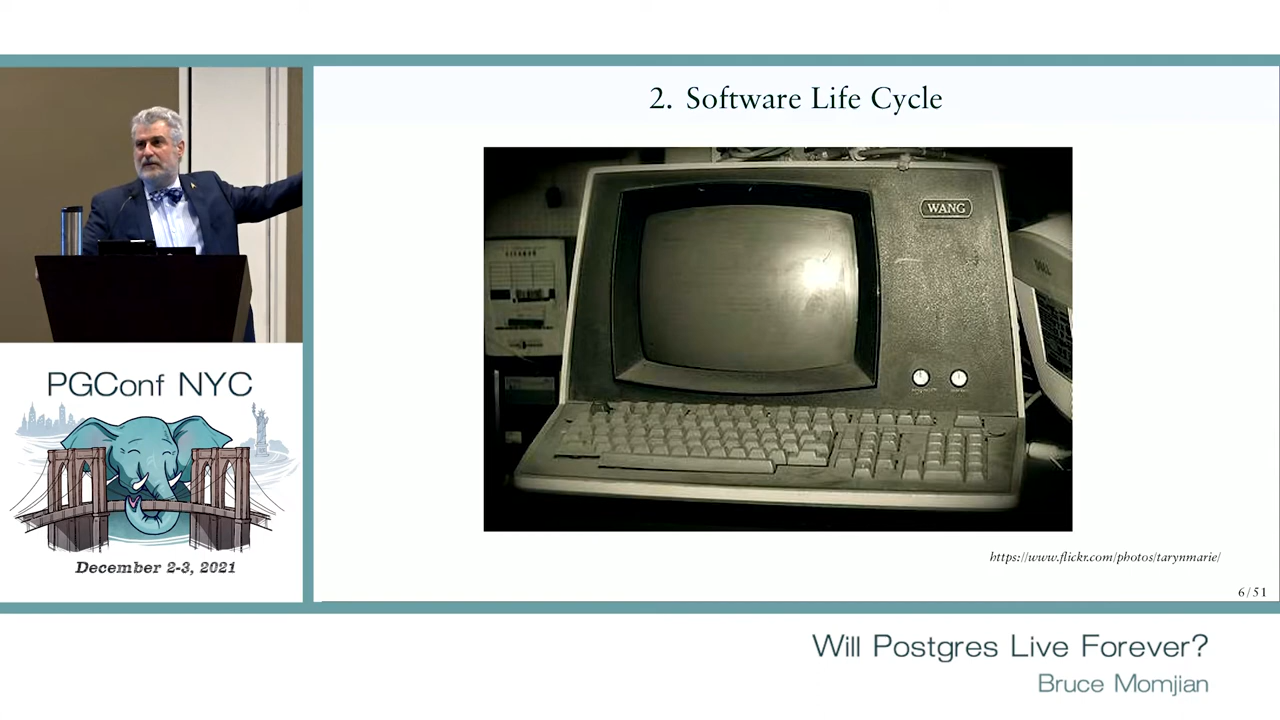 2. Software Life Cycle
WANG
DELL
PGConf NYC
December 2-3, 2021
https://www.flickr.com/photos/tarynmarie/
6/51
Will Postgres Live Forever?
Bruce Momjian